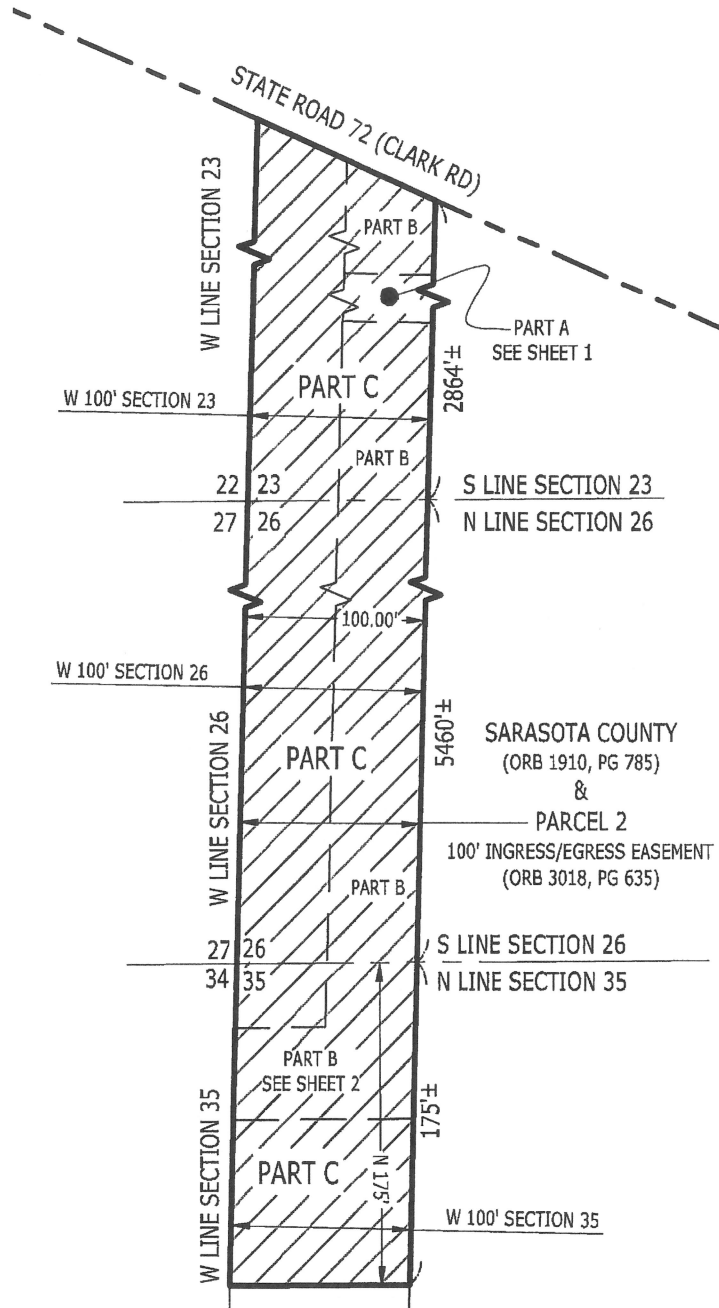 STATE ROAD 72 (CLARK RD)
W LINE SECTION 23
PART B
PART A
SEE SHEET 1
2864'±
PART C
W 100' SECTION 23
PART B
22 23
27 26
S LINE SECTION 23
N LINE SECTION 26
100.00'
W 100' SECTION 26
5460'±
W LINE SECTION 26
PART C
SARASOTA COUNTY
(ORB 1910, PG 785)
&
PARCEL 2
100' INGRESS/EGRESS EASEMENT
(ORB 3018, PG 635)
PART B
27 26
34 35
S LINE SECTION 26
N LINE SECTION 35
PART B
SEE SHEET 2
175'±
W LINE SECTION 35
PART C
N 175'
W 100' SECTION 35